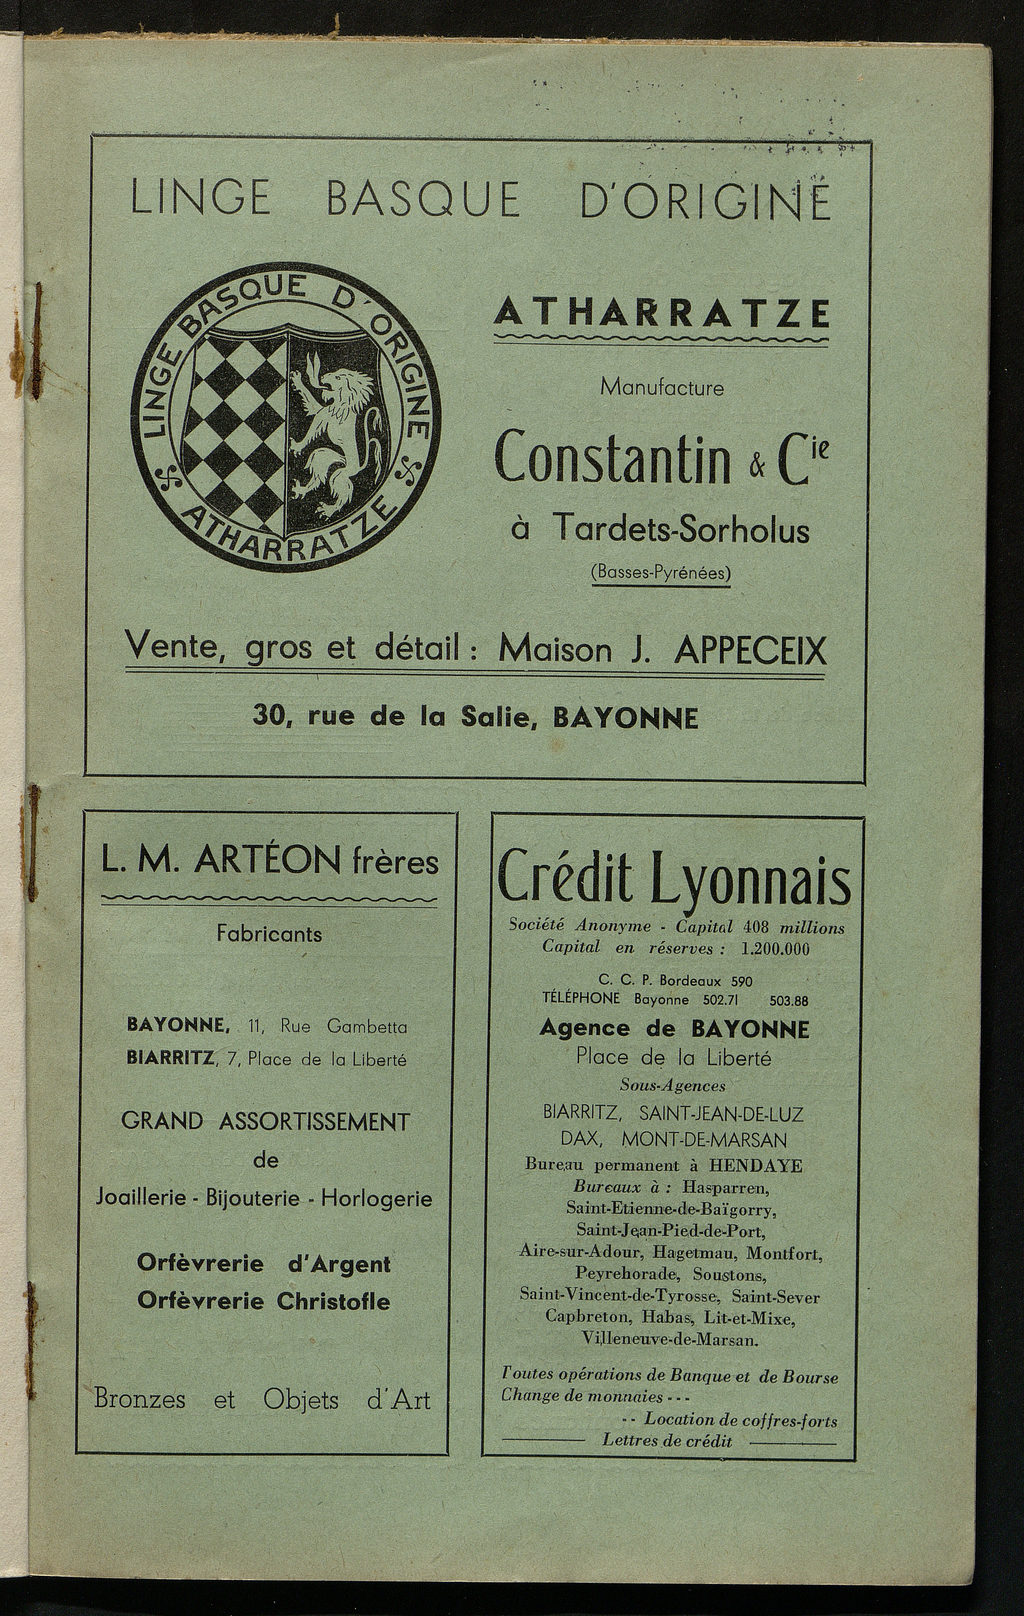 LINGE BASQUE D'ORIGINE
LINGE BASQUE D'ORIGINE
ATHARRATZE
ATHARRATZE
Manufacture
Constantin & Cie
à Tardets-Sorholus
(Basses-Pyrénées)
Vente, gros et détail : Maison J. APPECEIX
30, rue de la Salie, BAYONNE
L. M. ARTÉON frères
Fabricants
BAYONNE, 11, Rue Gambetta
BIARRITZ, 7, Place de la Liberté
GRAND ASSORTISSEMENT
de
Joaillerie - Bijouterie - Horlogerie
Orfèvrerie d'Argent
Orfèvrerie Christofle
Bronzes et Objets d'Art
Crédit Lyonnais
Société Anonyme - Capital 408 millions
Capital en réserves : 1.200.000
C. C. P. Bordeaux 590
TÉLÉPHONE Bayonne 502.71 503.88
Agence de BAYONNE
Place de la Liberté
Sous-Agences
BIARRITZ, SAINT-JEAN-DE-LUZ
DAX, MONT-DE-MARSAN
Bureau permanent à HENDAYE
Bureaux à : Hasparren,
Saint-Etienne-de-Baïgorry,
Saint-Jean-Pied-de-Port,
Aire-sur-Adour, Hagetmau, Montfort,
Peyrehorade, Soustons,
Saint-Vincent-de-Tyrosse, Saint-Sever
Capbreton, Habas, Lit-et-Mixe,
Villeneuve-de-Marsan.
Toutes opérations de Banque et de Bourse
Change de monnaies - - -
- - Location de coffres-forts
Lettres de crédit